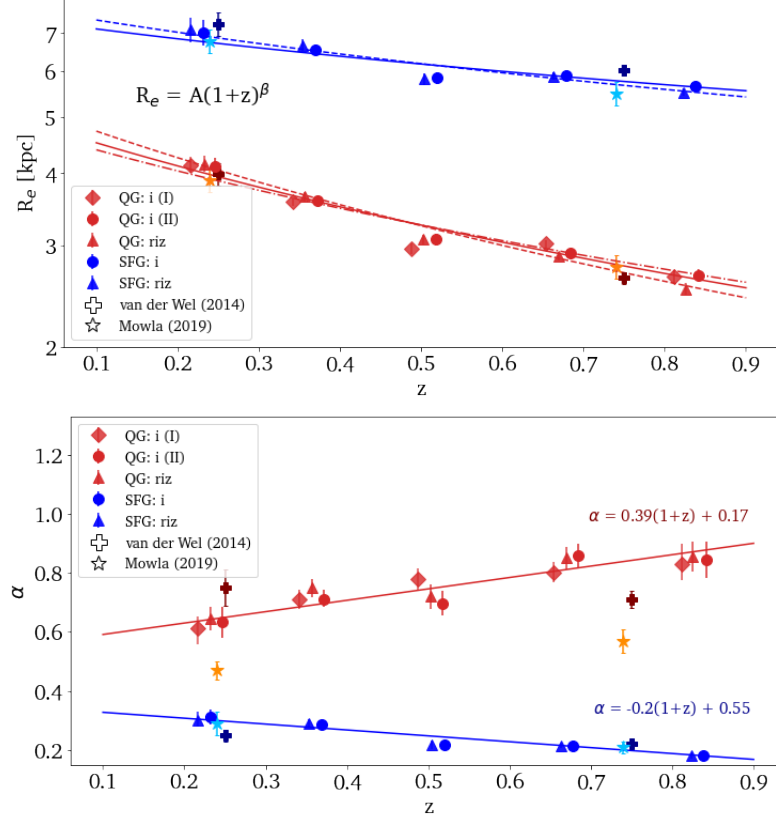 7
6
5
4
3
2
R_e [kpc]
R_e = A(1+z)^β
QG: i (I)
QG: i (II)
QG: riz
SFG: i
SFG: riz
van der Wel (2014)
Mowla (2019)
0.1 0.2 0.3 0.4 0.5 0.6 0.7 0.8 0.9
z
1.2
1.0
0.8
0.6
0.4
0.2
α
QG: i (I)
QG: i (II)
QG: riz
SFG: i
SFG: riz
van der Wel (2014)
Mowla (2019)
α = 0.39(1+z) + 0.17
α = -0.2(1+z) + 0.55
0.1 0.2 0.3 0.4 0.5 0.6 0.7 0.8 0.9
z